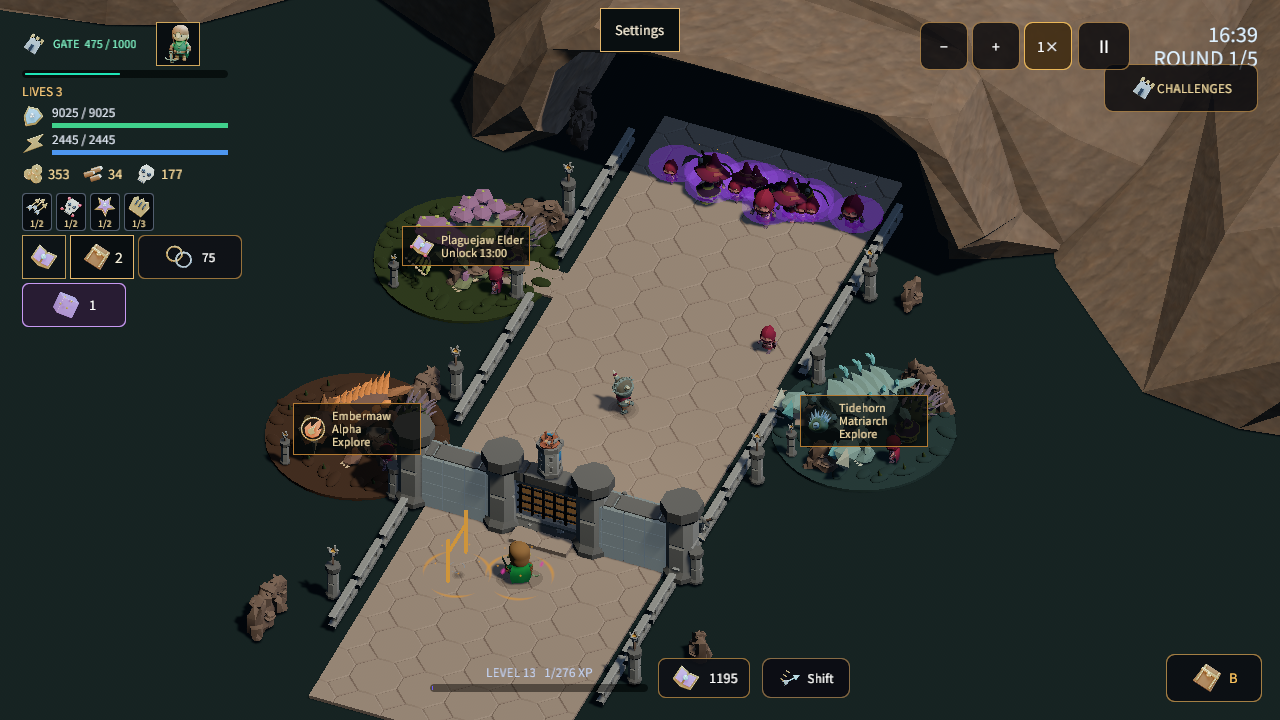 GATE 475 / 1000
Settings
−
+
1×
16:39
ROUND 1/5
CHALLENGES
LIVES 3
9025 / 9025
2445 / 2445
353
34
177
1/2
1/2
1/2
1/3
2
75
1
Plaguejaw Elder
Unlock 13:00
Embermaw
Alpha
Explore
Tidehorn
Matriarch
Explore
LEVEL 13 1/276 XP
1195
Shift
B